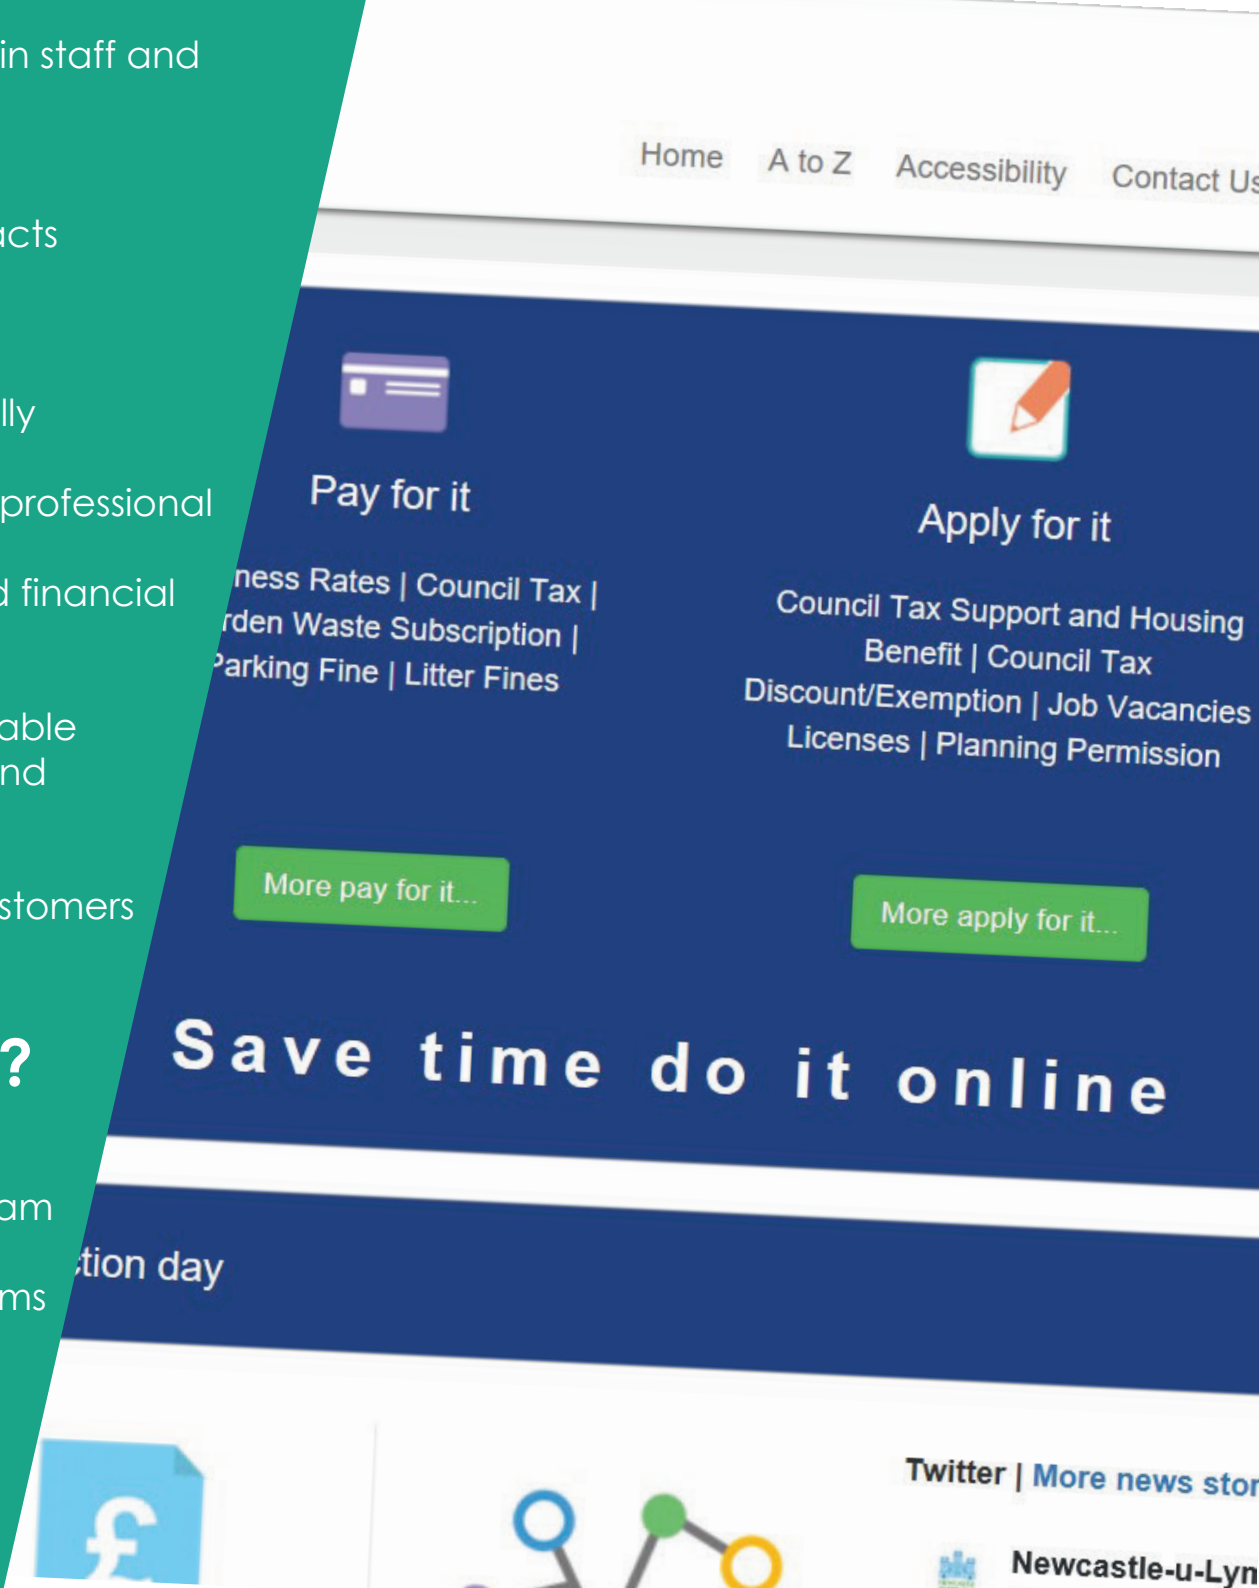 in staff and
acts
lly
professional
d financial
able
nd
stomers
?
am
ms
Home A to Z Accessibility Contact Us
Pay for it
ness Rates | Council Tax |
rden Waste Subscription |
Parking Fine | Litter Fines
More pay for it...
Apply for it
Council Tax Support and Housing
Benefit | Council Tax
Discount/Exemption | Job Vacancies
Licenses | Planning Permission
More apply for it...
Save time do it online
ction day
£
Twitter | More news stor
Newcastle-u-Lyn